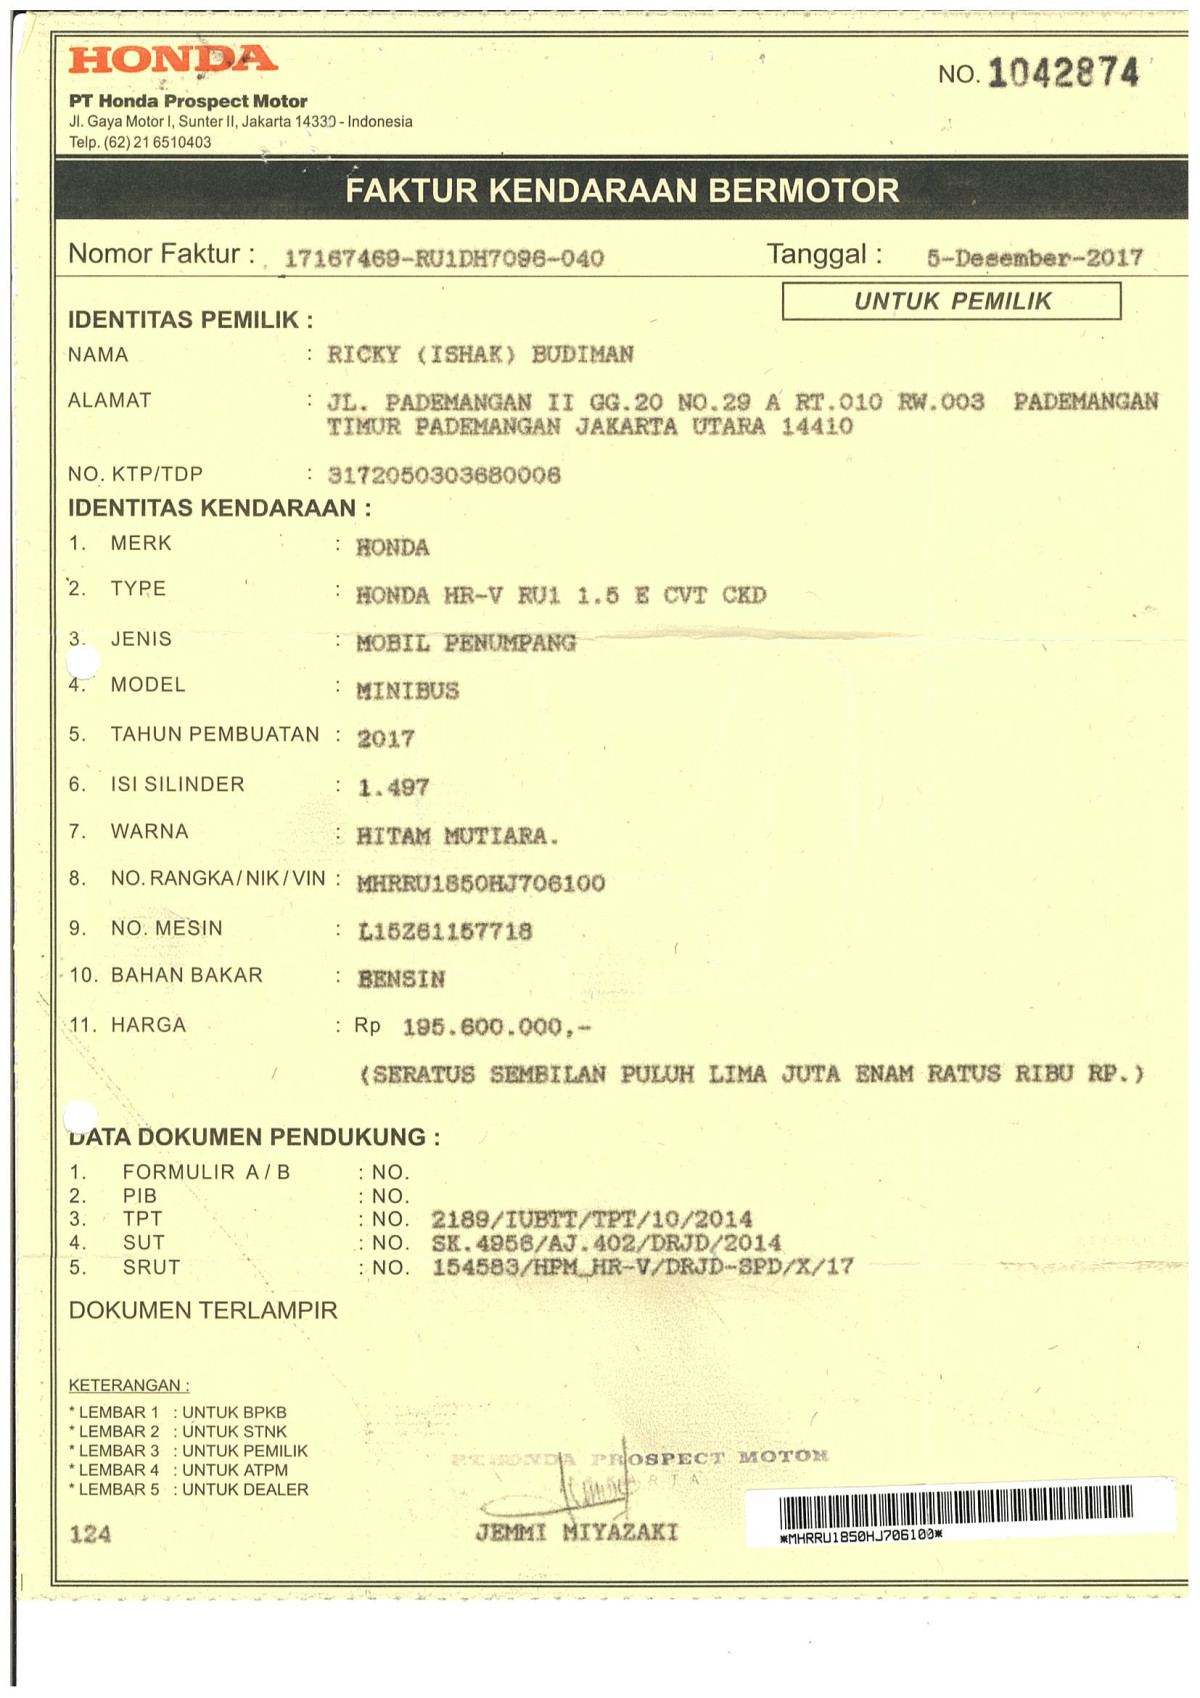 HONDA
NO. 1042874
PT Honda Prospect Motor
Jl. Gaya Motor I, Sunter II, Jakarta 14330 - Indonesia
Telp. (62) 21 6510403
FAKTUR KENDARAAN BERMOTOR
Nomor Faktur : 17167469-RU1DH7096-040 Tanggal : 5-Desember-2017
UNTUK PEMILIK
IDENTITAS PEMILIK :
NAMA : RICKY (ISHAK) BUDIMAN
ALAMAT : JL. PADEMANGAN II GG.20 NO.29 A RT.010 RW.003 PADEMANGAN
TIMUR PADEMANGAN JAKARTA UTARA 14410
NO. KTP/TDP : 3172050303680006
IDENTITAS KENDARAAN :
1. MERK : HONDA
2. TYPE : HONDA HR-V RU1 1.5 E CVT CKD
3. JENIS : MOBIL PENUMPANG
4. MODEL : MINIBUS
5. TAHUN PEMBUATAN : 2017
6. ISI SILINDER : 1.497
7. WARNA : HITAM MUTIARA.
8. NO. RANGKA/NIK/VIN : MHRRU1850HJ706100
9. NO. MESIN : L15Z61157718
10. BAHAN BAKAR : BENSIN
11. HARGA : Rp 195.600.000,-
(SERATUS SEMBILAN PULUH LIMA JUTA ENAM RATUS RIBU RP.)
DATA DOKUMEN PENDUKUNG :
1. FORMULIR A / B : NO.
2. PIB : NO.
3. TPT : NO. 2189/IUBTT/TPT/10/2014
4. SUT : NO. SK.4956/AJ.402/DRJD/2014
5. SRUT : NO. 154583/HPM_HR-V/DRJD-SPD/X/17
DOKUMEN TERLAMPIR
KETERANGAN :
* LEMBAR 1 : UNTUK BPKB
* LEMBAR 2 : UNTUK STNK
* LEMBAR 3 : UNTUK PEMILIK
* LEMBAR 4 : UNTUK ATPM
* LEMBAR 5 : UNTUK DEALER
PT. HONDA PROSPECT MOTOR
124
JEMMI MIYAZAKI
*MHRRU1850HJ706100*